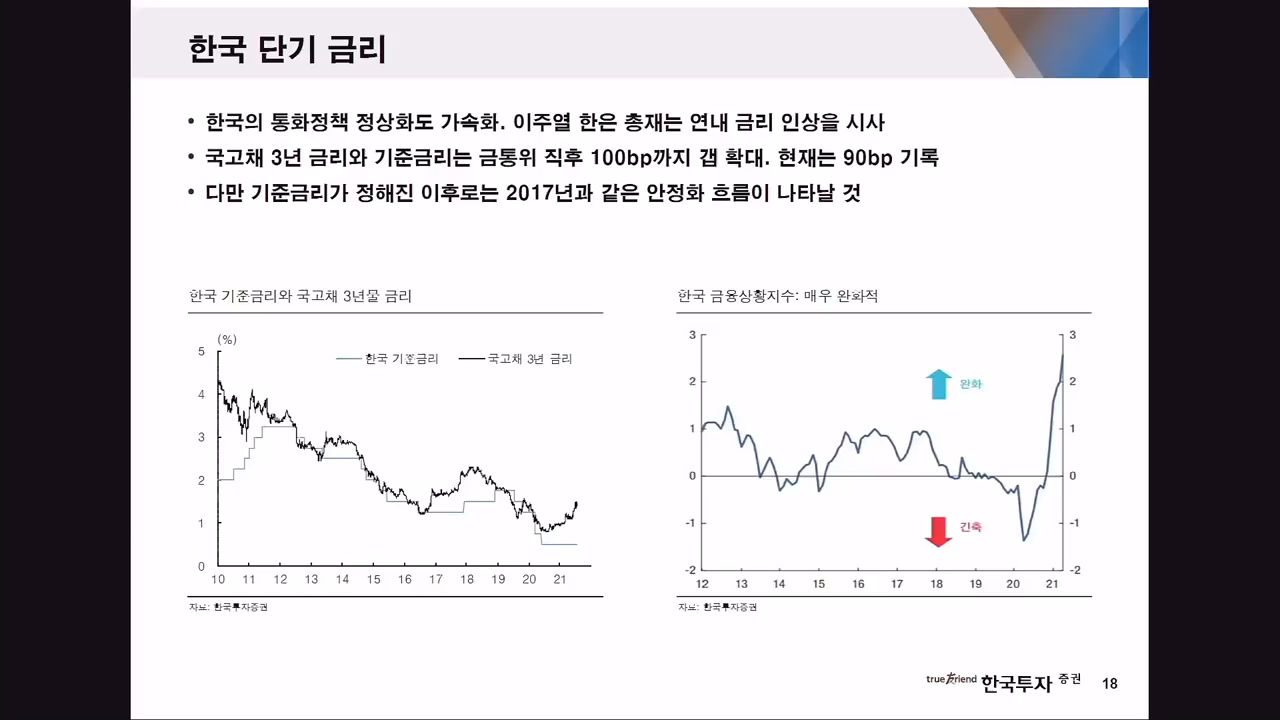 한국 단기 금리
• 한국의 통화정책 정상화도 가속화. 이주열 한은 총재는 연내 금리 인상을 시사
• 국고채 3년 금리와 기준금리는 금통위 직후 100bp까지 갭 확대. 현재는 90bp 기록
• 다만 기준금리가 정해진 이후로는 2017년과 같은 안정화 흐름이 나타날 것
한국 기준금리와 국고채 3년물 금리
(%)
한국 기준금리 국고채 3년 금리
5
4
3
2
1
0
10 11 12 13 14 15 16 17 18 19 20 21
자료: 한국투자증권
한국 금융상황지수: 매우 완화적
3 3
2 2
완화
1 1
0 0
-1 -1
긴축
-2 -2
12 13 14 15 16 17 18 19 20 21
자료: 한국투자증권
true friend 한국투자 증권 18